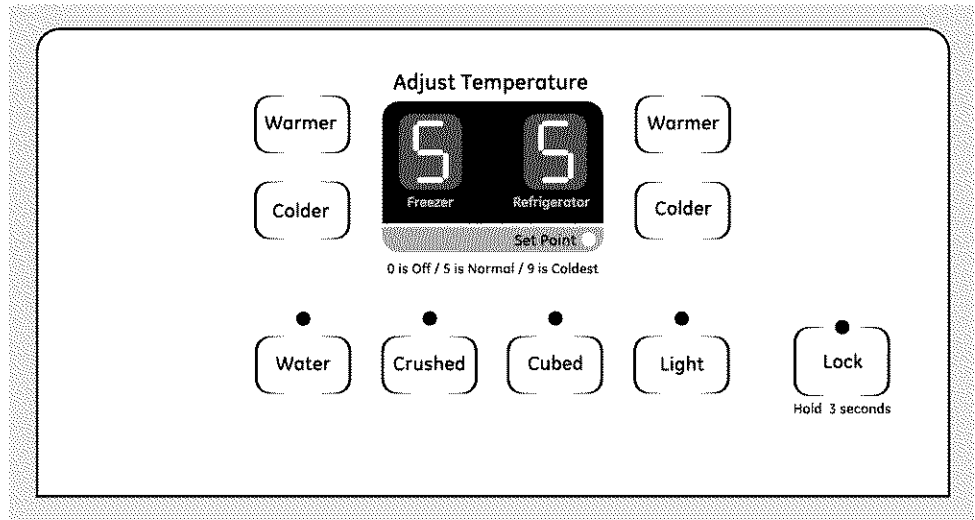 Adjust Temperature
Warmer
Warmer
5 5
Freezer Refrigerator
Colder
Colder
Set Point
0 is Off / 5 is Normal / 9 is Coldest
Water Crushed Cubed Light Lock
Hold 3 seconds